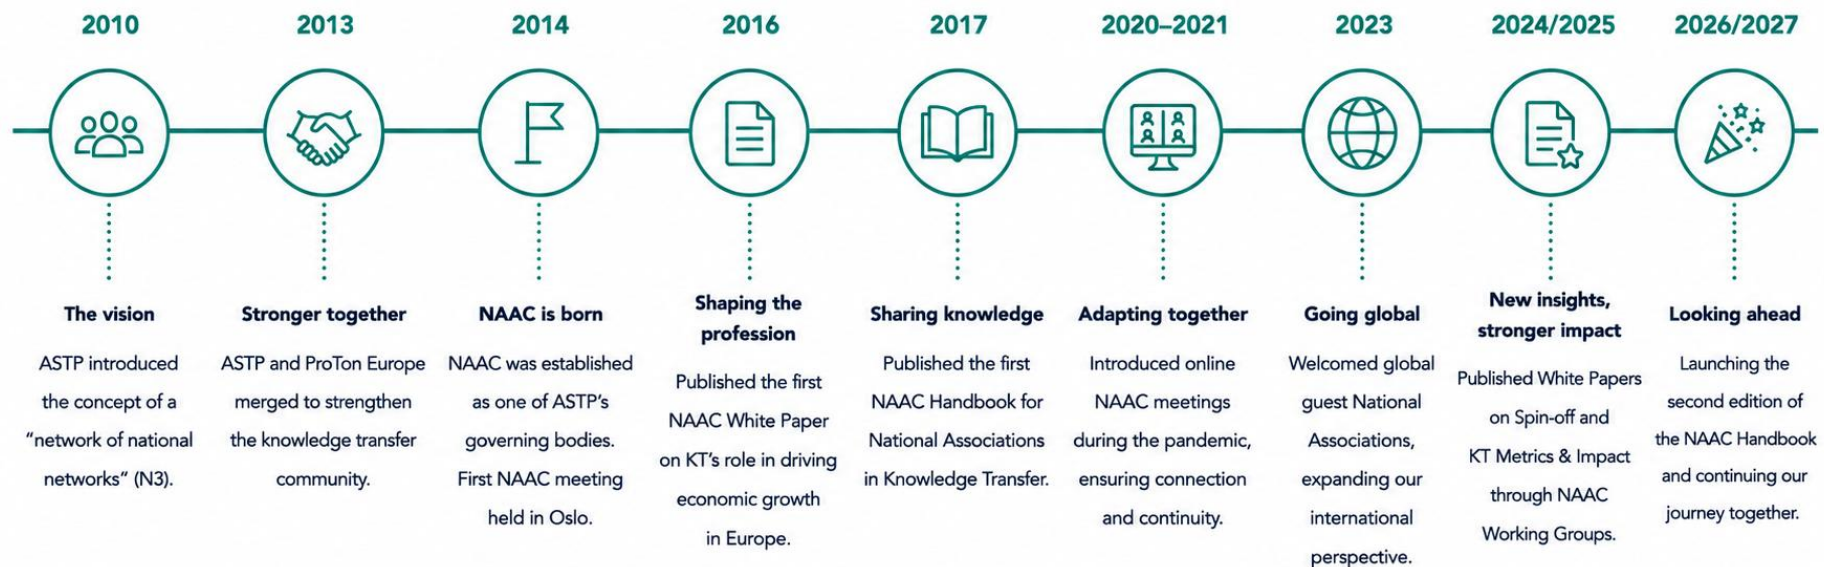 2010
The vision
ASTP introduced
the concept of a
“network of national
networks“ (N3).
2013
Stronger together
ASTP and ProTon Europe
merged to strengthen
the knowledge transfer
community.
2014
NAAC is born
NAAC was established
as one of ASTP’s
governing bodies.
First NAAC meeting
held in Oslo.
2016
Shaping the
profession
Published the first
NAAC White Paper
on KT’s role in driving
economic growth
in Europe.
2017
Sharing knowledge
Published the first
NAAC Handbook for
National Associations
in Knowledge Transfer.
2020–2021
Adapting together
Introduced online
NAAC meetings
during the pandemic,
ensuring connection
and continuity.
2023
Going global
Welcomed global
guest National
Associations,
expanding our
international
perspective.
2024/2025
New insights,
stronger impact
Published White Papers
on Spin-off and
KT Metrics & Impact
through NAAC
Working Groups.
2026/2027
Looking ahead
Launching the
second edition of
the NAAC Handbook
and continuing our
journey together.